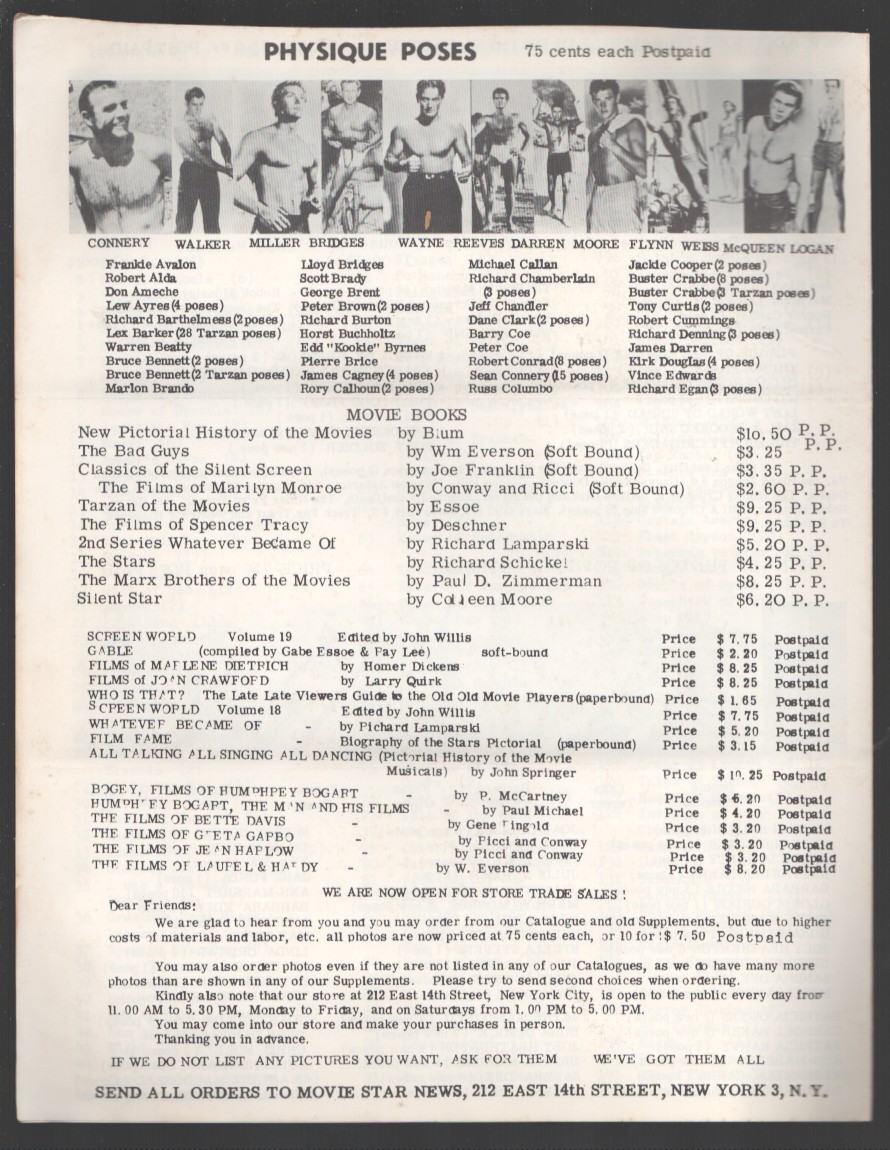 PHYSIQUE POSES 75 cents each Postpaid
CONNERY WALKER MILLER BRIDGES WAYNE REEVES DARREN MOORE FLYNN WEISS McQUEEN LOGAN
Frankie Avalon
Robert Alda
Don Ameche
Lew Ayres (4 poses)
Richard Barthelmess (2 poses)
Lex Barker (28 Tarzan poses)
Warren Beatty
Bruce Bennett (2 poses)
Bruce Bennett (2 Tarzan poses)
Marlon Brando
Lloyd Bridges
Scott Brady
George Brent
Peter Brown (2 poses)
Richard Burton
Horst Buchholtz
Edd "Kookie" Byrnes
Pierre Brice
James Cagney (4 poses)
Rory Calhoun (2 poses)
Michael Callan
Richard Chamberlain
(3 poses)
Jeff Chandler
Dane Clark (2 poses)
Barry Coe
Peter Coe
Robert Conrad (8 poses)
Sean Connery (15 poses)
Russ Columbo
Jackie Cooper (2 poses)
Buster Crabbe (8 poses)
Buster Crabbe (3 Tarzan poses)
Tony Curtis (2 poses)
Robert Cummings
Richard Denning (3 poses)
James Darren
Kirk Douglas (4 poses)
Vince Edwards
Richard Egan (3 poses)
MOVIE BOOKS
New Pictorial History of the Movies by Blum $10.50 P.P.
The Bad Guys by Wm Everson (Soft Bound) $3.25 P.P.
Classics of the Silent Screen by Joe Franklin (Soft Bound) $3.35 P.P.
The Films of Marilyn Monroe by Conway and Ricci (Soft Bound) $2.60 P.P.
Tarzan of the Movies by Essoe $9.25 P.P.
The Films of Spencer Tracy by Deschner $9.25 P.P.
2nd Series Whatever Became Of by Richard Lamparski $5.20 P.P.
The Stars by Richard Schickel $4.25 P.P.
The Marx Brothers of the Movies by Paul D. Zimmerman $8.25 P.P.
Silent Star by Colleen Moore $6.20 P.P.
SCREEN WORLD Volume 19 Edited by John Willis Price $7.75 Postpaid
GABLE (compiled by Gabe Essoe & Ray Lee) soft-bound Price $2.20 Postpaid
FILMS of MARLENE DIETRICH by Homer Dickens Price $8.25 Postpaid
FILMS of JOAN CRAWFORD by Larry Quirk Price $8.25 Postpaid
WHO IS THAT? The Late Late Viewers Guide to the Old Old Movie Players (paperbound) Price $1.65 Postpaid
SCREEN WORLD Volume 18 Edited by John Willis Price $7.75 Postpaid
WHATEVER BECAME OF - by Richard Lamparski Price $5.20 Postpaid
FILM FAME - Biography of the Stars Pictorial (paperbound) Price $3.15 Postpaid
ALL TALKING ALL SINGING ALL DANCING (Pictorial History of the Movie
Musicals) by John Springer Price $10.25 Postpaid
BOGEY, FILMS OF HUMPHREY BOGART - by P. McCartney Price $6.20 Postpaid
HUMPHREY BOGART, THE MAN AND HIS FILMS - by Paul Michael Price $4.20 Postpaid
THE FILMS OF BETTE DAVIS - by Gene Ringold Price $3.20 Postpaid
THE FILMS OF GRETA GARBO - by Ricci and Conway Price $3.20 Postpaid
THE FILMS OF JEAN HARLOW - by Ricci and Conway Price $3.20 Postpaid
THE FILMS OF LAUREL & HARDY - by W. Everson Price $8.20 Postpaid
WE ARE NOW OPEN FOR STORE TRADE SALES !
Dear Friends:
We are glad to hear from you and you may order from our Catalogue and old Supplements, but due to higher
costs of materials and labor, etc. all photos are now priced at 75 cents each, or 10 for $7.50 Postpaid
You may also order photos even if they are not listed in any of our Catalogues, as we do have many more
photos than are shown in any of our Supplements. Please try to send second choices when ordering.
Kindly also note that our store at 212 East 14th Street, New York City, is open to the public every day from
11.00 AM to 5.30 PM, Monday to Friday, and on Saturdays from 1.00 PM to 5.00 PM.
You may come into our store and make your purchases in person.
Thanking you in advance.
IF WE DO NOT LIST ANY PICTURES YOU WANT, ASK FOR THEM WE'VE GOT THEM ALL
SEND ALL ORDERS TO MOVIE STAR NEWS, 212 EAST 14th STREET, NEW YORK 3, N.Y.